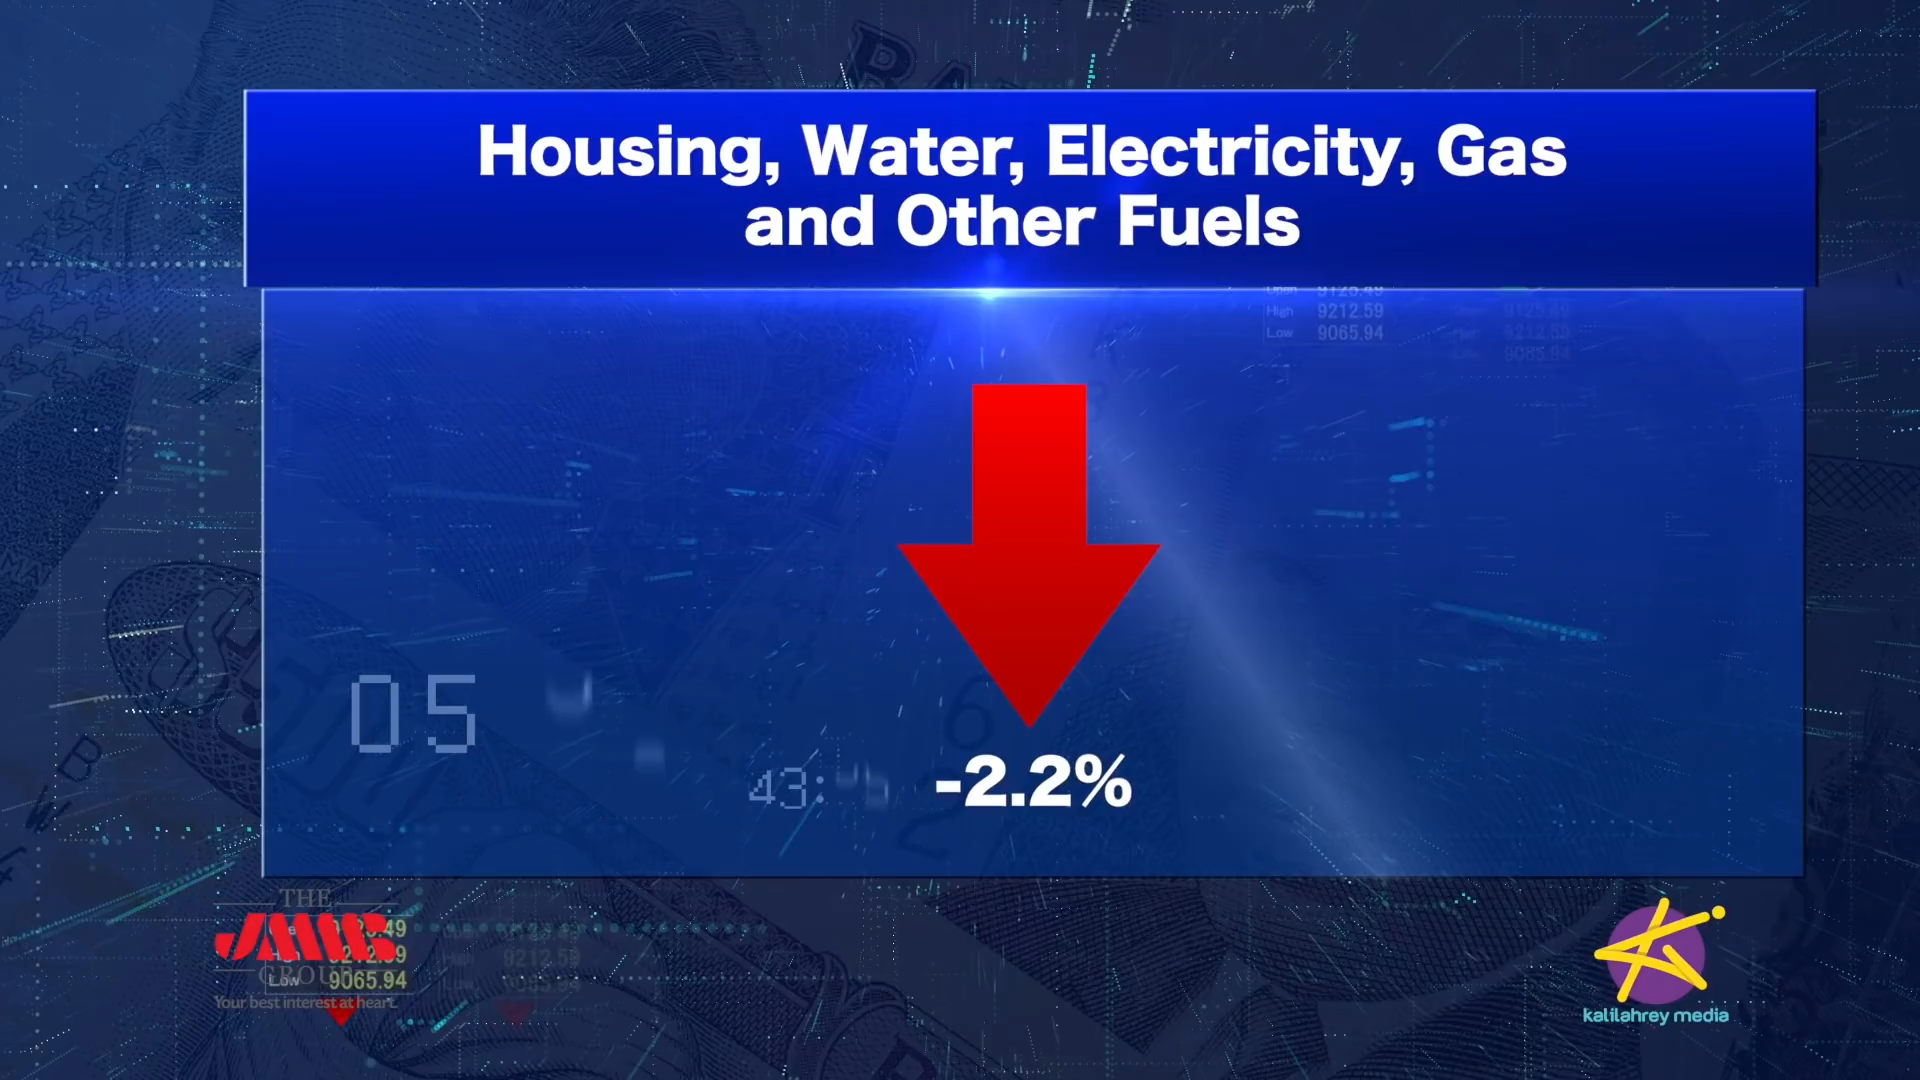 Housing, Water, Electricity, Gas
and Other Fuels
High 9212.59
Low 9065.94
05
43:
-2.2%
THE
JMMB
GROUP
Low 9065.94
Your best interest at heart.
kalilahrey media